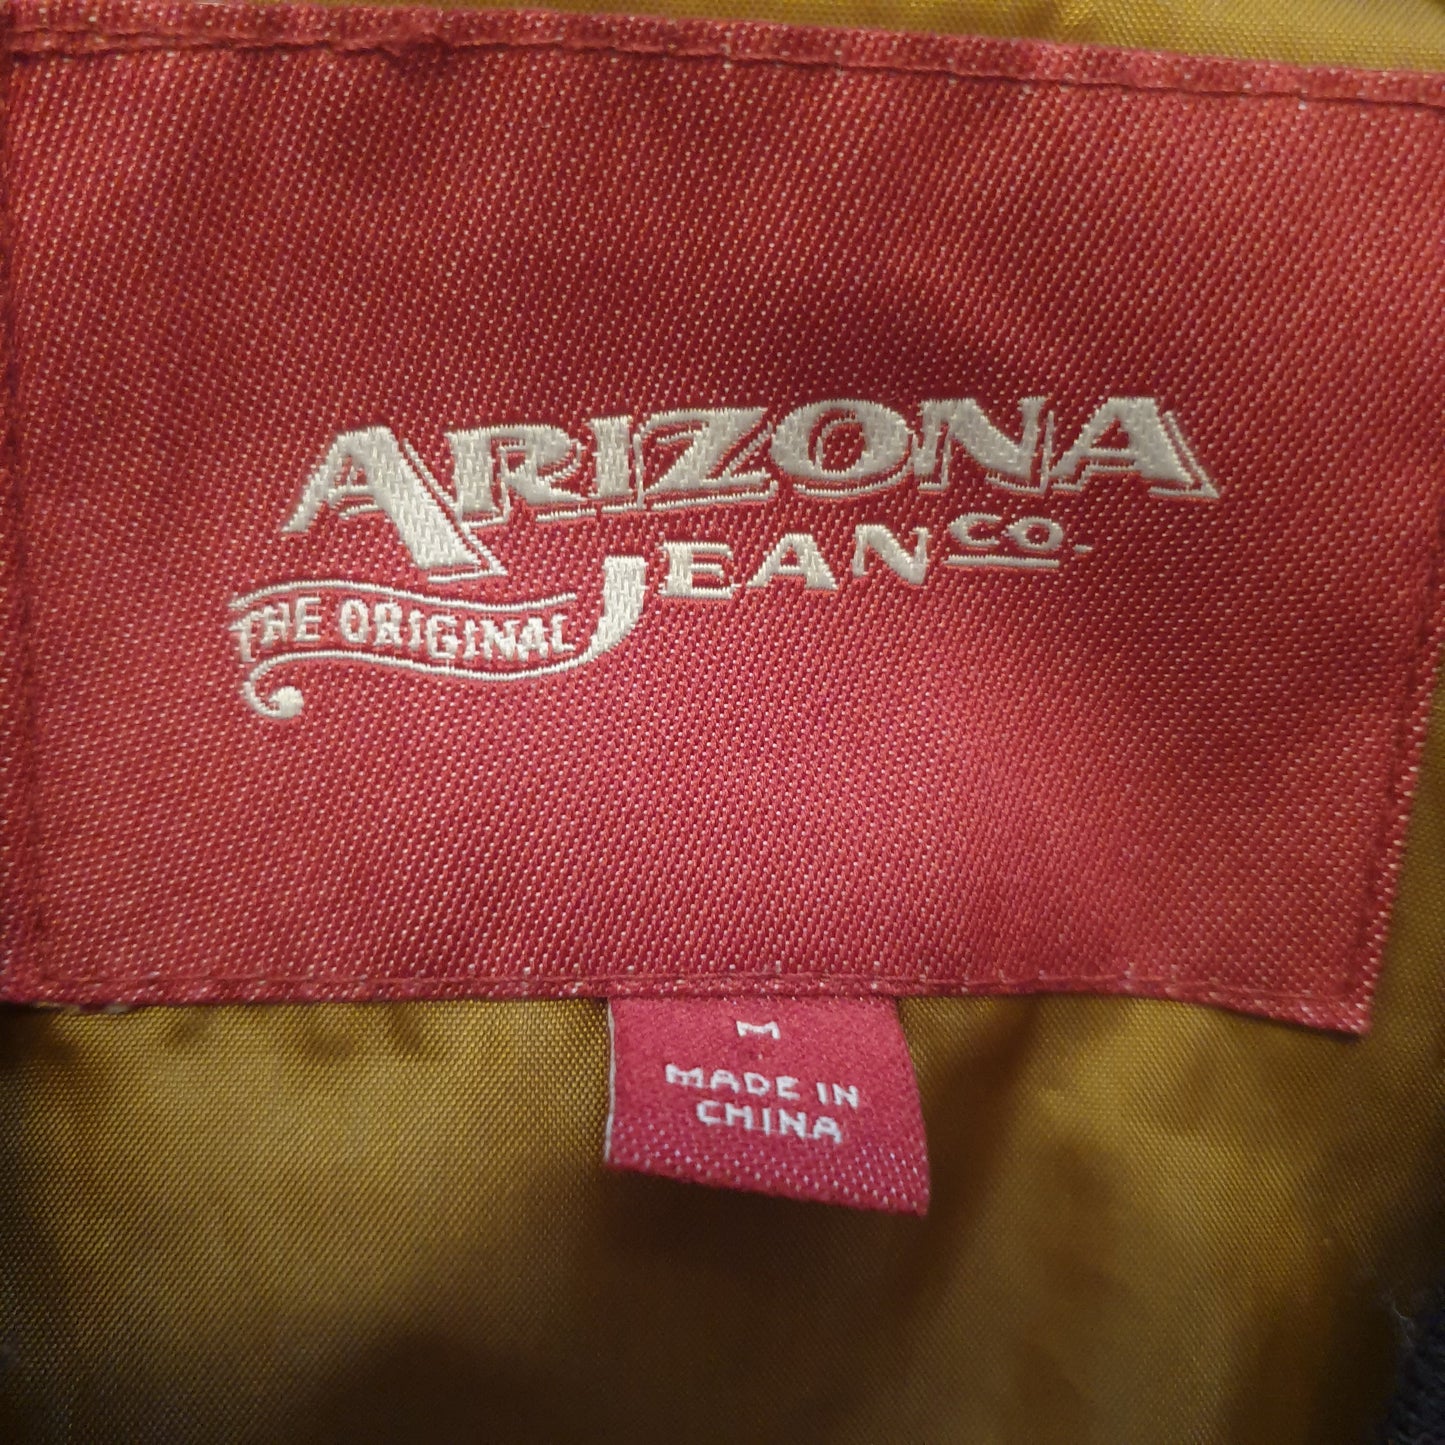 ARIZONA
JEAN CO.
THE ORIGINAL
M
MADE IN
CHINA